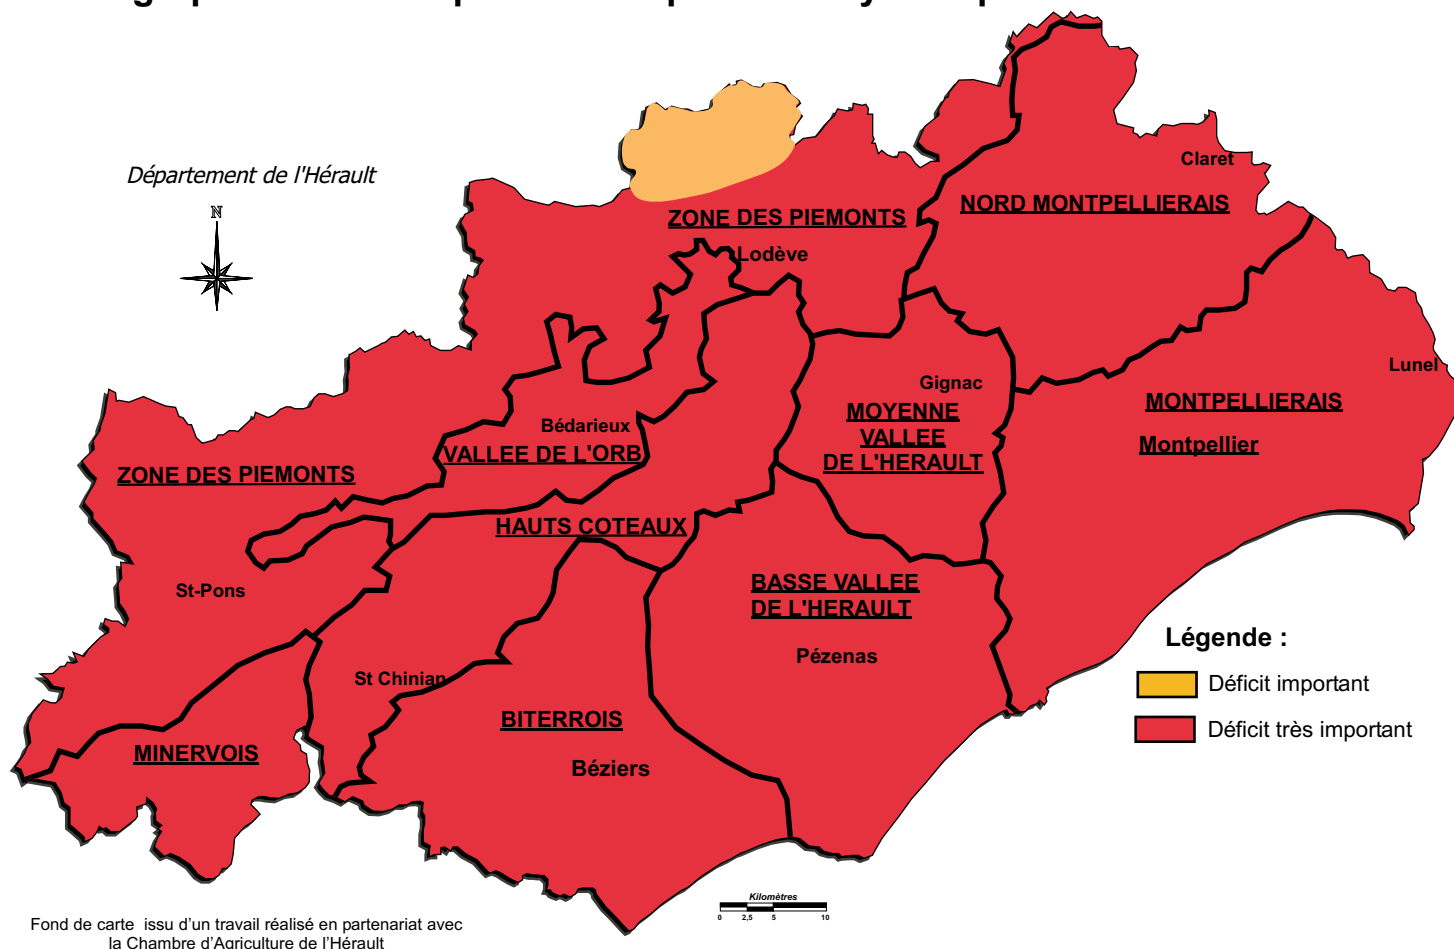 Département de l'Hérault
N
Claret
NORD MONTPELLIERAIS
ZONE DES PIEMONTS
Lodève
Lunel
Gignac
MOYENNE
VALLEE
DE L'HERAULT
MONTPELLIERAIS
Montpellier
Bédarieux
VALLEE DE L'ORB
ZONE DES PIEMONTS
HAUTS COTEAUX
St-Pons
BASSE VALLEE
DE L'HERAULT
Pézenas
St Chinian
BITERROIS
Béziers
MINERVOIS
Légende :
Déficit important
Déficit très important
Kilomètres
0 2,5 5 10
Fond de carte issu d'un travail réalisé en partenariat avec
la Chambre d'Agriculture de l'Hérault